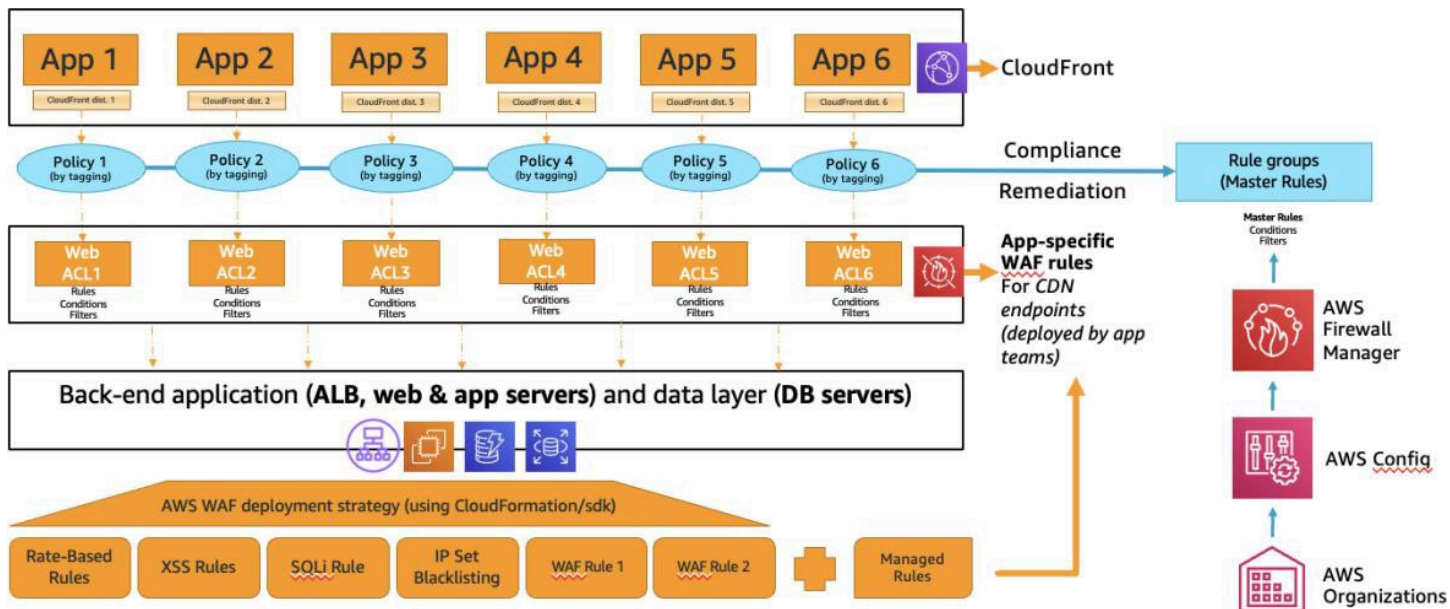 App 1
App 2
App 3
App 4
App 5
App 6
CloudFront dist. 1
CloudFront dist. 2
CloudFront dist. 3
CloudFront dist. 4
CloudFront dist. 5
CloudFront dist. 6
CloudFront
Policy 1
(by tagging)
Policy 2
(by tagging)
Policy 3
(by tagging)
Policy 4
(by tagging)
Policy 5
(by tagging)
Policy 6
(by tagging)
Compliance
Remediation
Rule groups
(Master Rules)
Master Rules
Conditions
Filters
Web
ACL1
Rules
Conditions
Filters
Web
ACL2
Rules
Conditions
Filters
Web
ACL3
Rules
Conditions
Filters
Web
ACL4
Rules
Conditions
Filters
Web
ACL5
Rules
Conditions
Filters
Web
ACL6
Rules
Conditions
Filters
App-specific
WAF rules
For CDN
endpoints
(deployed by app
teams)
AWS
Firewall
Manager
Back-end application (ALB, web & app servers) and data layer (DB servers)
AWS Config
AWS WAF deployment strategy (using CloudFormation/sdk)
Rate-Based
Rules
XSS Rules
SQLi Rule
IP Set
Blacklisting
WAF Rule 1
WAF Rule 2
Managed
Rules
AWS
Organizations